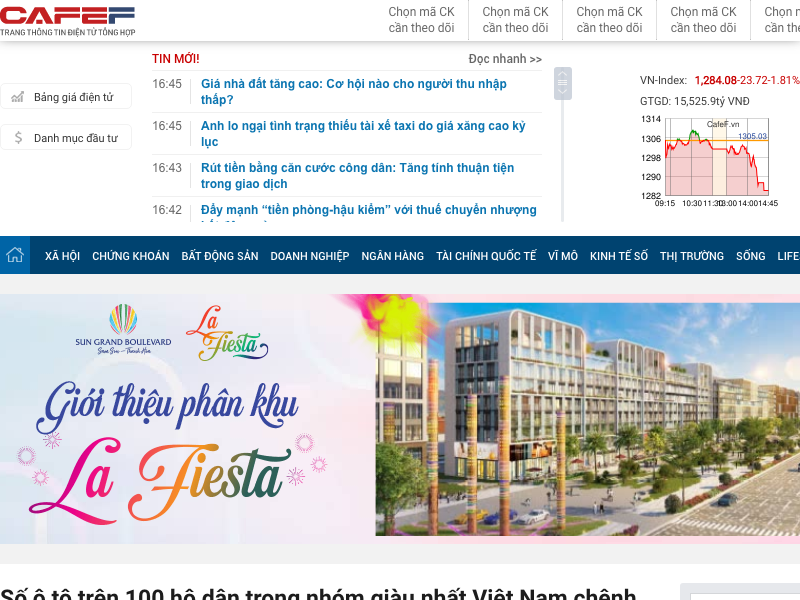 CAFEF
TRANG THÔNG TIN ĐIỆN TỬ TỔNG HỢP
Chọn mã CK cần theo dõi
Chọn mã CK cần theo dõi
Chọn mã CK cần theo dõi
Chọn mã CK cần theo dõi
Bảng giá điện tử
Danh mục đầu tư
TIN MỚI!
Đọc nhanh >>
16:45 Giá nhà đất tăng cao: Cơ hội nào cho người thu nhập
thấp?
16:45 Anh lo ngại tình trạng thiếu tài xế taxi do giá xăng cao kỷ
lục
16:43 Rút tiền bằng căn cước công dân: Tăng tính thuận tiện
trong giao dịch
16:42 Đẩy mạnh “tiền phòng-hậu kiểm” với thuế chuyển nhượng
VN-Index: 1,284.08 -23.72 -1.81%
GTGD: 15,525.9tỷ VNĐ
CafeF.vn
1305.03
1314
1306
1298
1290
1282
09:15 10:30 11:30 13:00 14:00 14:45
XÃ HỘI CHỨNG KHOÁN BẤT ĐỘNG SẢN DOANH NGHIỆP NGÂN HÀNG TÀI CHÍNH QUỐC TẾ VĨ MÔ KINH TẾ SỐ THỊ TRƯỜNG SỐNG
SUN GRAND BOULEVARD
Sam Son - Thanh Hoa
La Fiesta
Giới thiệu phân khu
La Fiesta
Số ô tô trên 100 hộ dân trong nhóm giàu nhất Việt Nam chênh